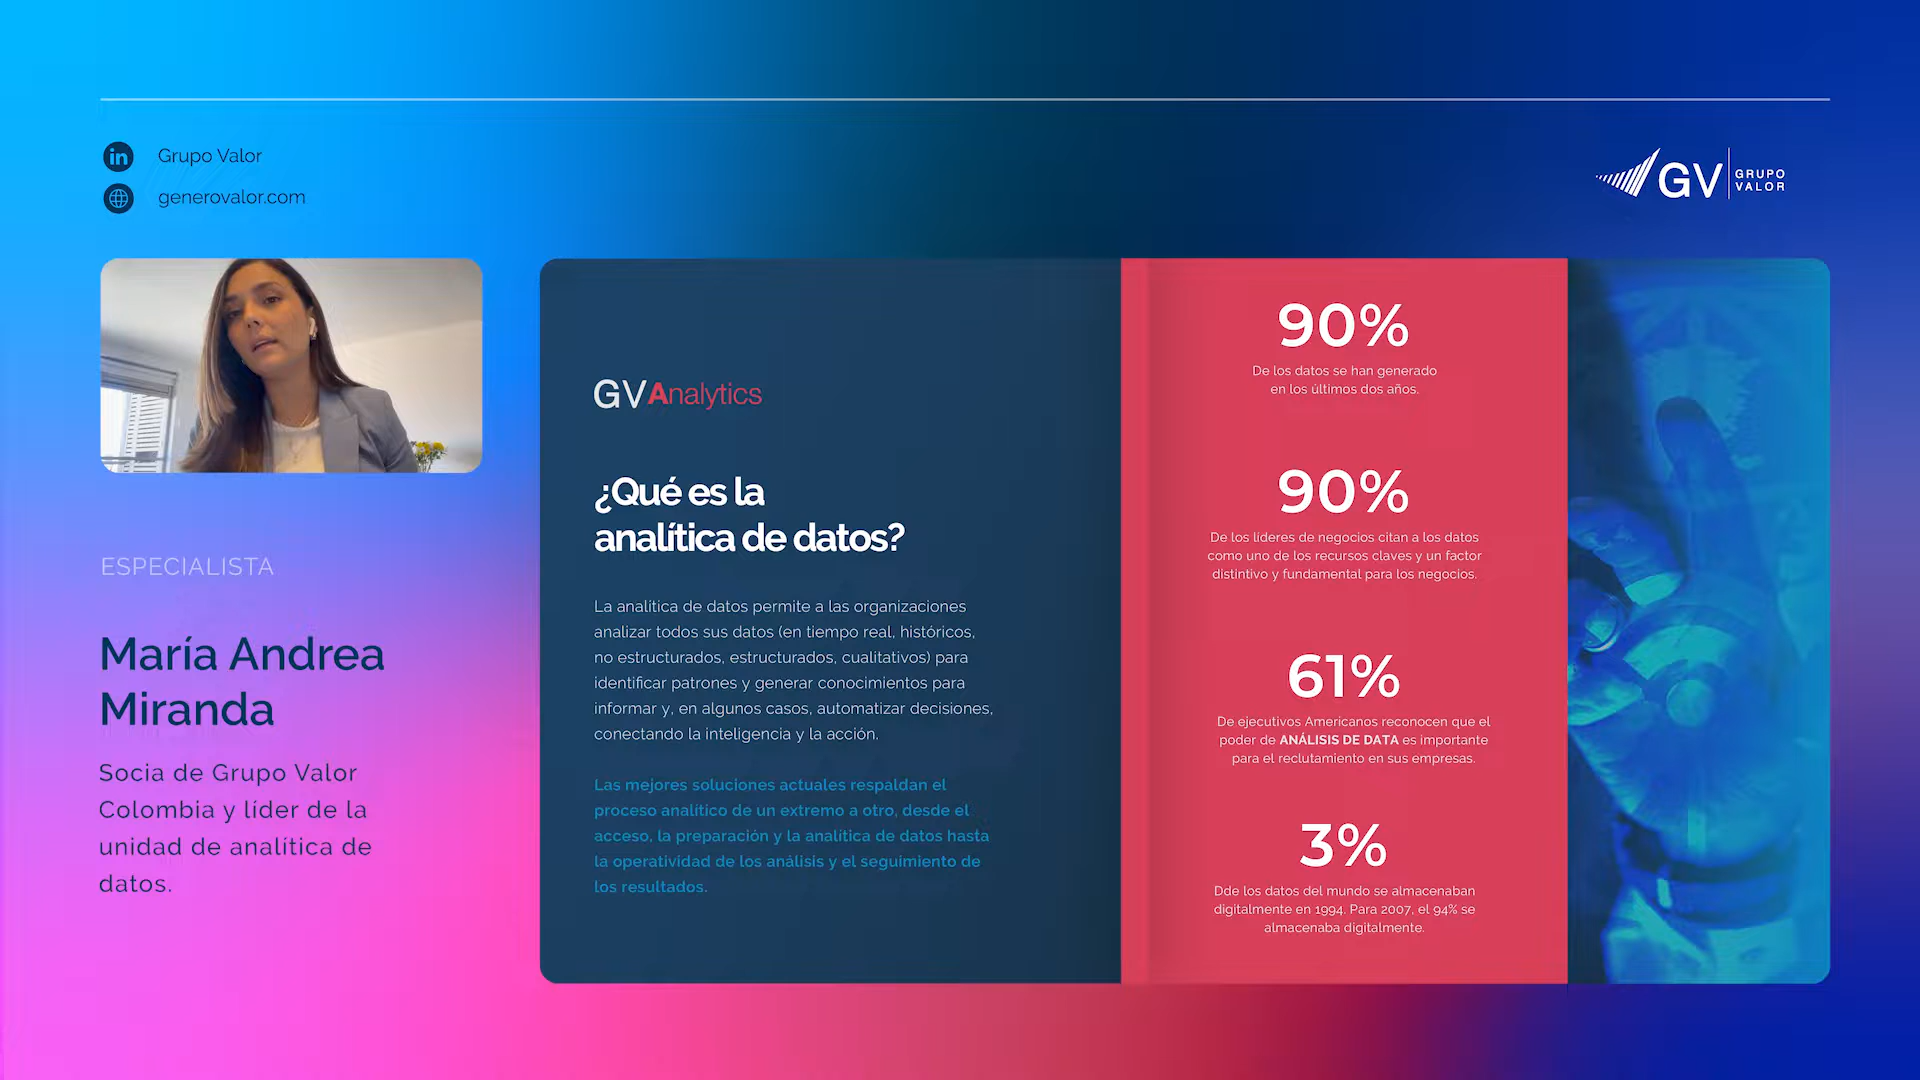 in
Grupo Valor
generovalor.com
GV GRUPO
VALOR
ESPECIALISTA
María Andrea
Miranda
Socia de Grupo Valor
Colombia y líder de la
unidad de analítica de
datos.
GVAnalytics
¿Qué es la
analítica de datos?
La analítica de datos permite a las organizaciones
analizar todos sus datos (en tiempo real, históricos,
no estructurados, estructurados, cualitativos) para
identificar patrones y generar conocimientos para
informar y, en algunos casos, automatizar decisiones,
conectando la inteligencia y la acción.
Las mejores soluciones actuales respaldan el
proceso analítico de un extremo a otro, desde el
acceso, la preparación y la analítica de datos hasta
la operatividad de los análisis y el seguimiento de
los resultados.
90%
De los datos se han generado
en los últimos dos años.
90%
De los líderes de negocios citan a los datos
como uno de los recursos claves y un factor
distintivo y fundamental para los negocios.
61%
De ejecutivos Americanos reconocen que el
poder de ANÁLISIS DE DATA es importante
para el reclutamiento en sus empresas.
3%
Dde los datos del mundo se almacenaban
digitalmente en 1994. Para 2007, el 94% se
almacenaba digitalmente.